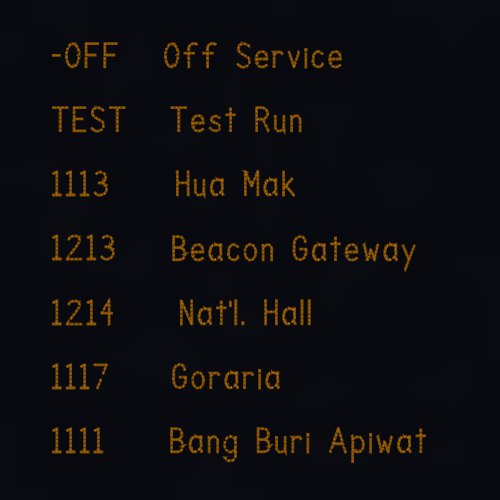 -OFF Off Service
TEST Test Run
1113 Hua Mak
1213 Beacon Gateway
1214 Nat'l. Hall
1117 Goraria
1111 Bang Buri Apiwat